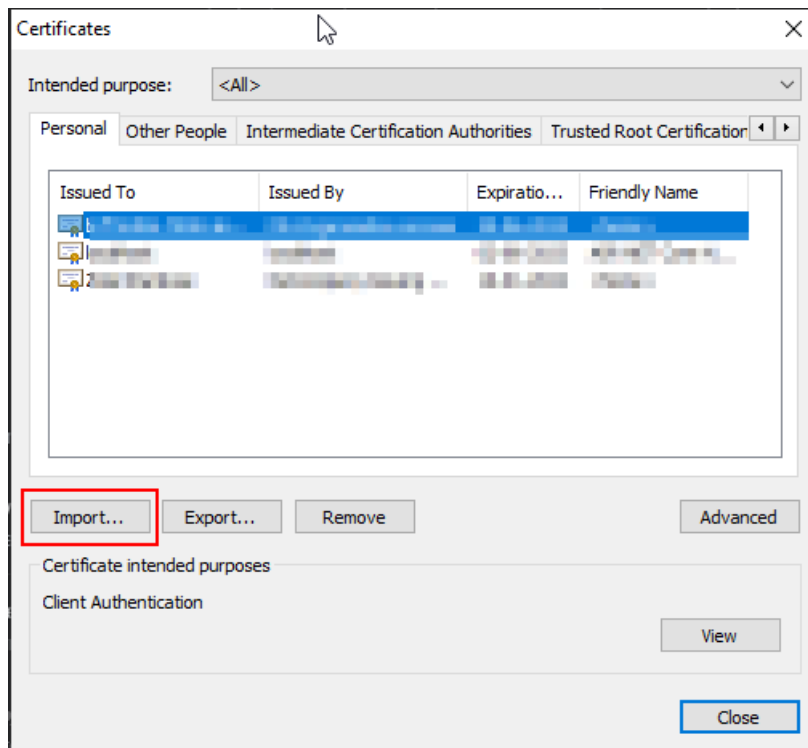 Certificates
Intended purpose: <All>
Personal Other People Intermediate Certification Authorities Trusted Root Certification
Issued To Issued By Expiratio... Friendly Name
Import... Export... Remove Advanced
Certificate intended purposes
Client Authentication
View
Close